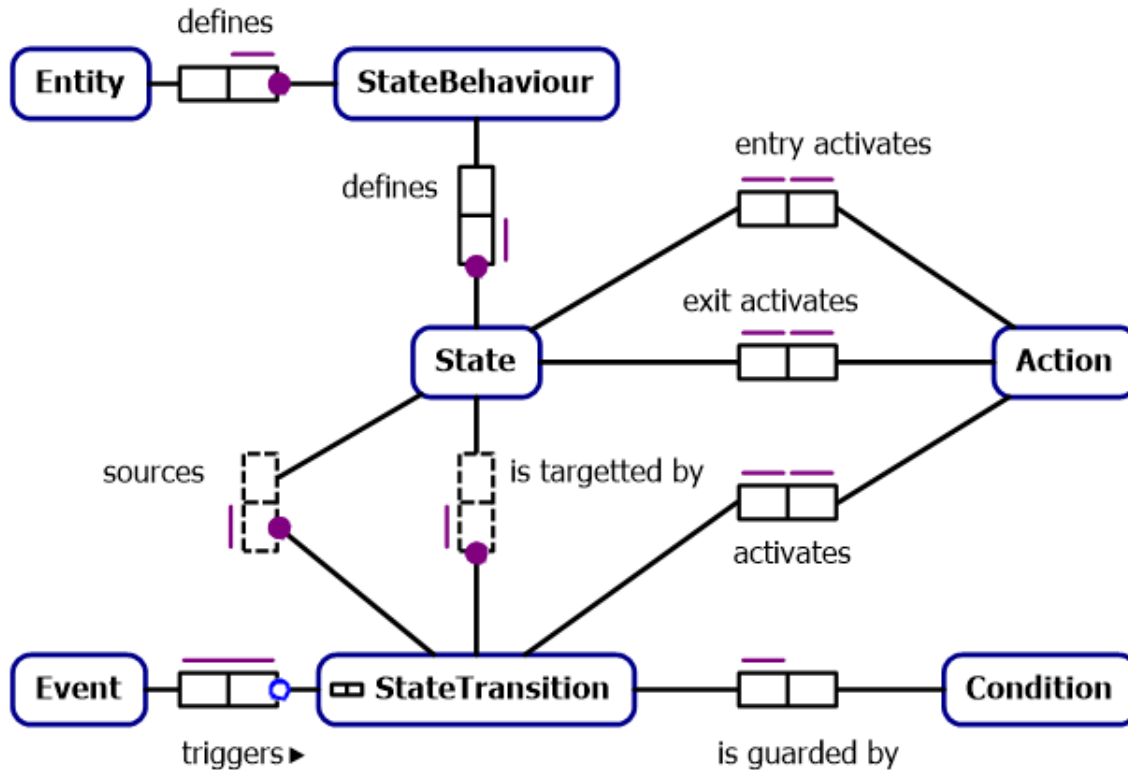 defines
Entity
StateBehaviour
defines
entry activates
exit activates
State
Action
sources
is targetted by
activates
Event
StateTransition
Condition
triggers ►
is guarded by